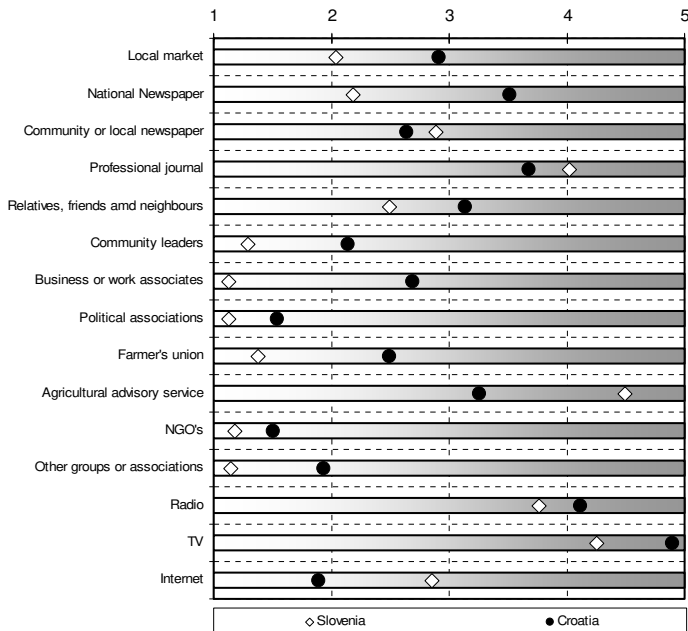 1 2 3 4 5
Local market
National Newspaper
Community or local newspaper
Professional journal
Relatives, friends amd neighbours
Community leaders
Business or work associates
Political associations
Farmer's union
Agricultural advisory service
NGO's
Other groups or associations
Radio
TV
Internet
Slovenia Croatia